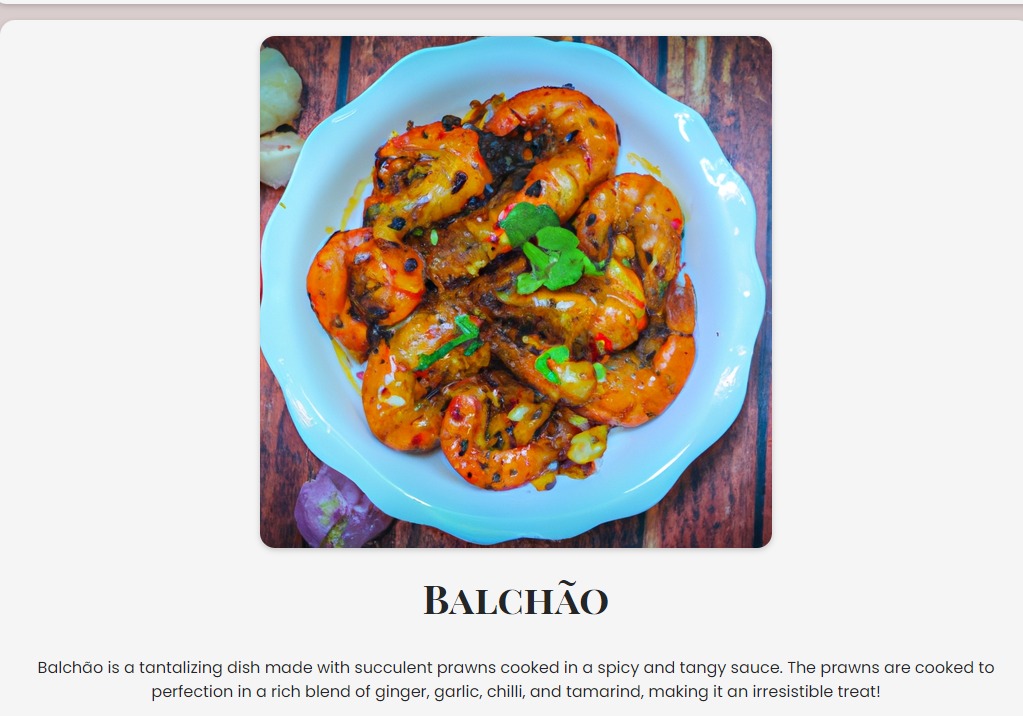 Balchão
Balchão is a tantalizing dish made with succulent prawns cooked in a spicy and tangy sauce. The prawns are cooked to
perfection in a rich blend of ginger, garlic, chilli, and tamarind, making it an irresistible treat!